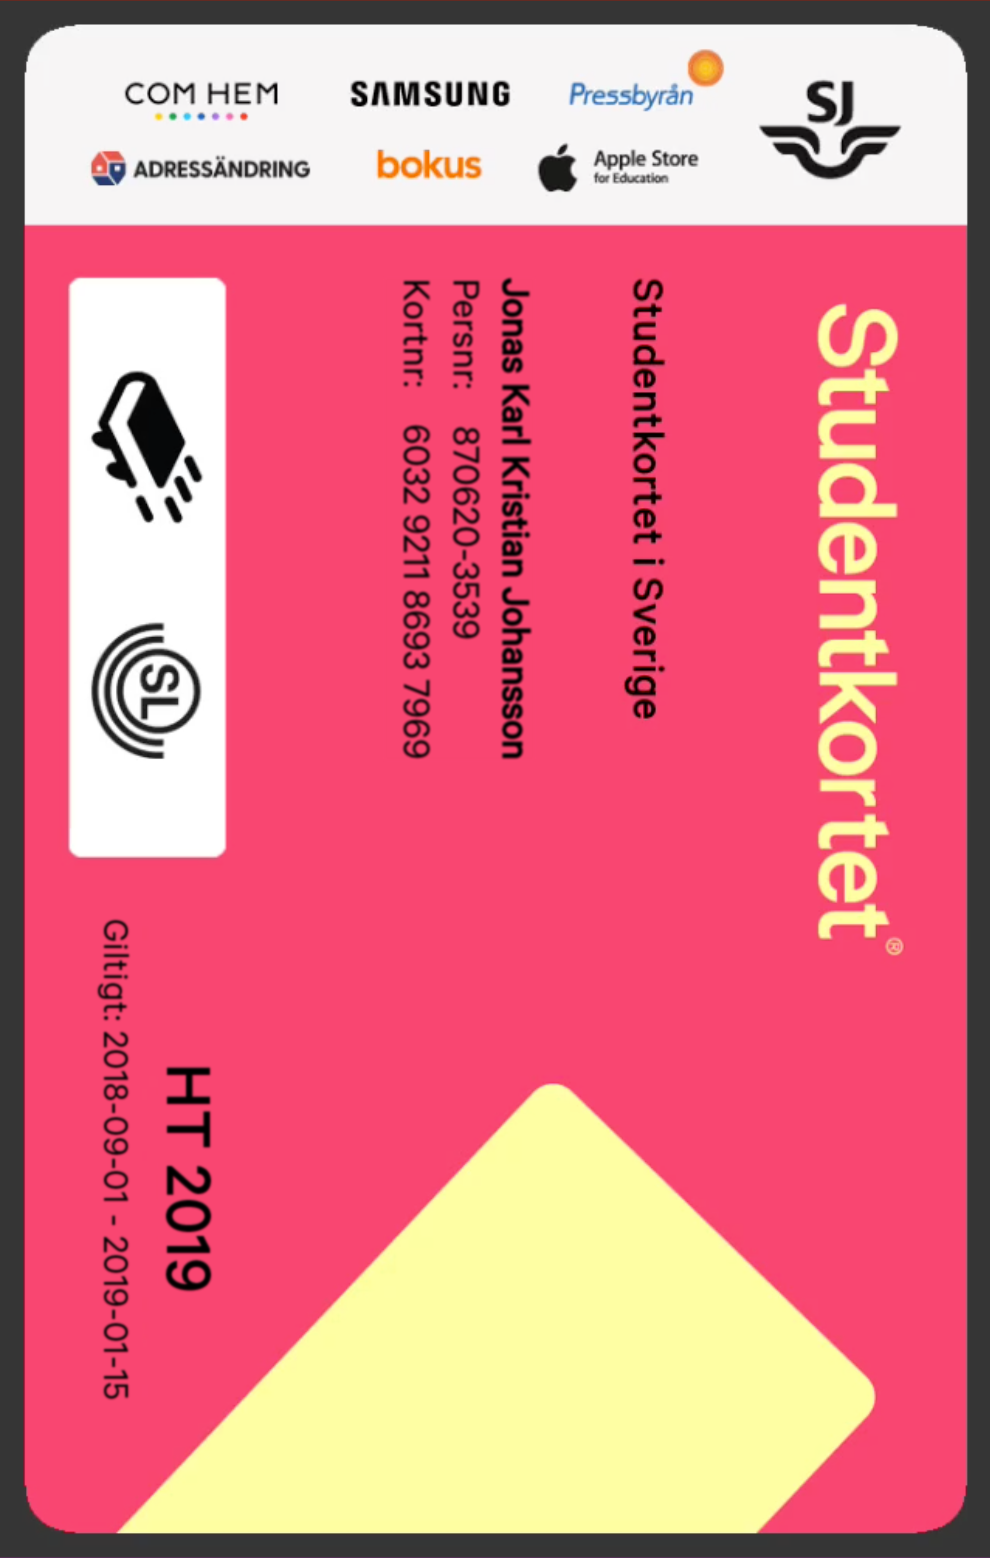 COM HEM
SAMSUNG
Pressbyrån
SJ
ADRESSÄNDRING
bokus
Apple Store
for Education
Studentkortet®
Studentkortet i Sverige
Jonas Karl Kristian Johansson
Persnr: 870620-3539
Kortnr: 6032 9211 8693 7969
SL
HT 2019
Giltigt: 2018-09-01 - 2019-01-15